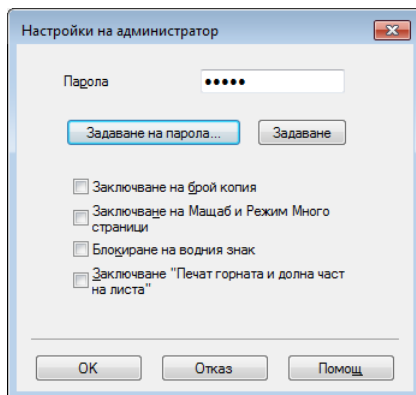 Настройки на администратор
Парола
•••••
Задаване на парола...
Задаване
Заключване на брой копия
Заключване на Мащаб и Режим Много
страници
Блокиране на водния знак
Заключване "Печат горната и долна част
на листа"
OK
Отказ
Помощ